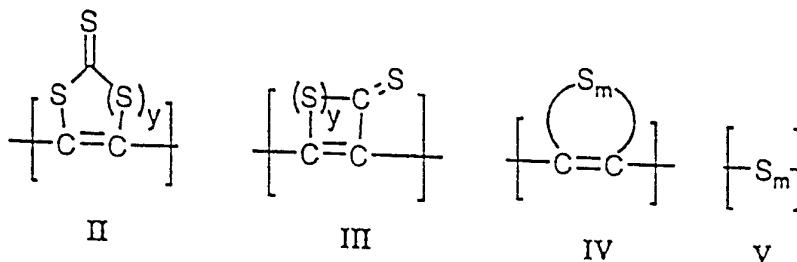 S
S (S)y
C=C
II
(S)y C=S
C=C
III
Sm
C=C
IV
Sm
V